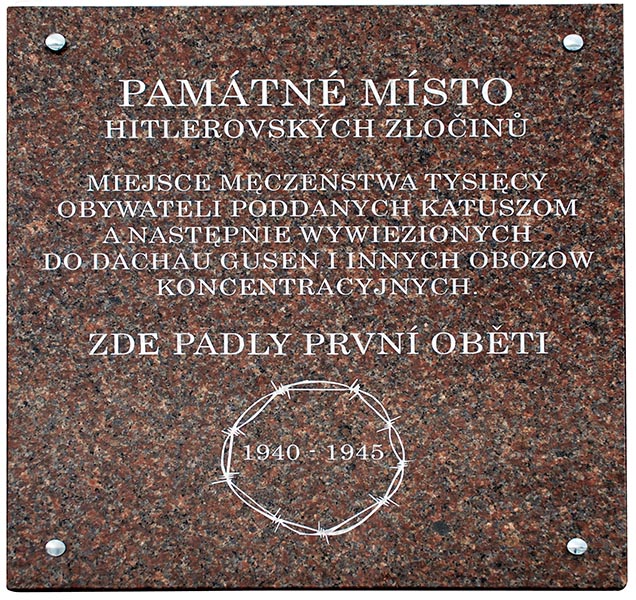 PAMÁTNÉ MÍSTO
HITLEROVSKÝCH ZLOČINŮ
MIEJSCE MĘCZEŃSTWA TYSIĘCY
OBYWATELI PODDANYCH KATUSZOM
A NASTĘPNIE WYWIEZIONYCH
DO DACHAU GUSEN I INNYCH OBOZÓW
KONCENTRACYJNYCH.
ZDE PADLY PRVNÍ OBĚTI
1940 - 1945